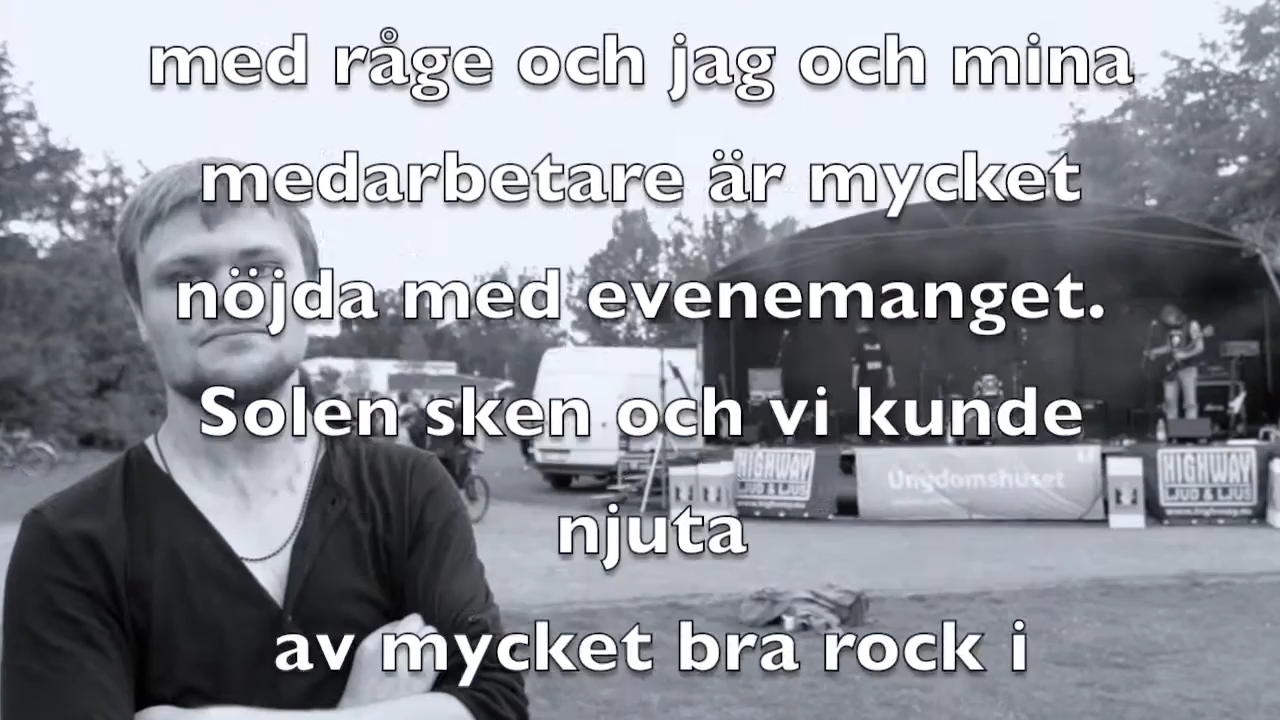 med råge och jag och mina
medarbetare är mycket
nöjda med evenemanget.
Solen sken och vi kunde
njuta
av mycket bra rock i
HIGHWAY
LJUD & LJUS
Ungdomshuset
HIGHWAY
LJUD & LJUS